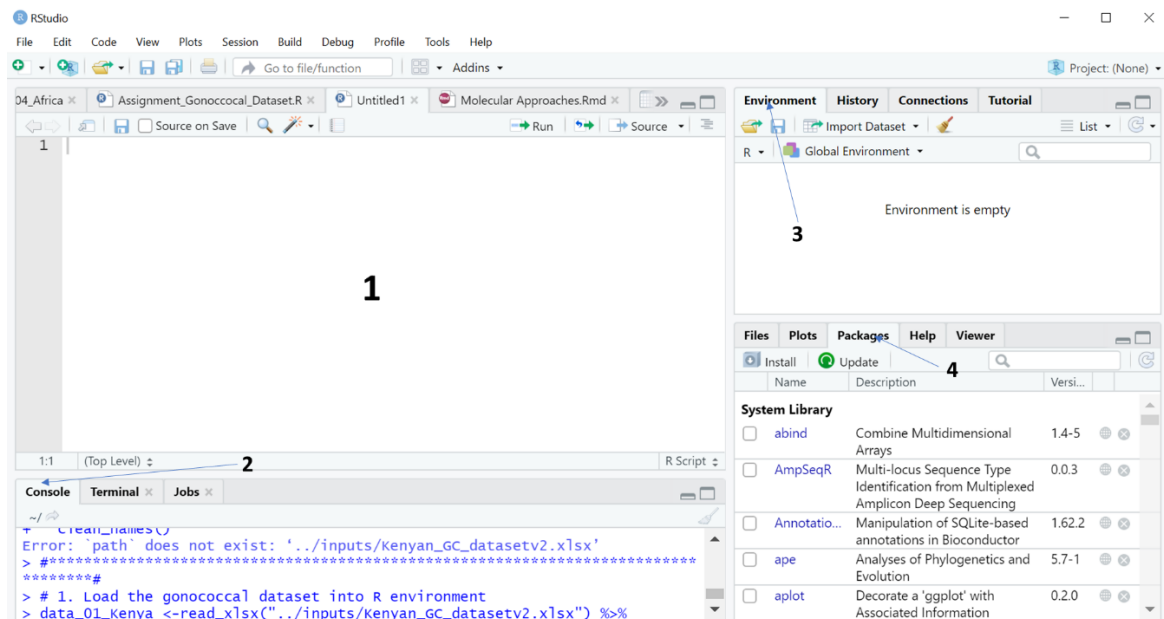 RStudio
File Edit Code View Plots Session Build Debug Profile Tools Help
Go to file/function Addins Project: (None)
04_Africa Assignment_Gonoccocal_Dataset.R Untitled1 Molecular Approaches.Rmd
Source on Save Run Source
1
1
1:1 (Top Level) R Script
2
Console Terminal Jobs
~/
+ clean_names()
Error: `path` does not exist: ‘../inputs/Kenyan_GC_datasetv2.xlsx’
> #************************************************************************
********#
> # 1. Load the gonococcal dataset into R environment
> data_01_Kenya <-read_xlsx("../inputs/Kenyan_GC_datasetv2.xlsx") %>%
Environment History Connections Tutorial
Import Dataset List
R Global Environment
Environment is empty
3
Files Plots Packages Help Viewer
Install Update
4
Name Description Versi...
System Library
abind Combine Multidimensional 1.4-5
Arrays
AmpSeqR Multi-locus Sequence Type 0.0.3
Identification from Multiplexed
Amplicon Deep Sequencing
Annotatio... Manipulation of SQLite-based 1.62.2
annotations in Bioconductor
ape Analyses of Phylogenetics and 5.7-1
Evolution
aplot Decorate a 'ggplot' with 0.2.0
Associated Information